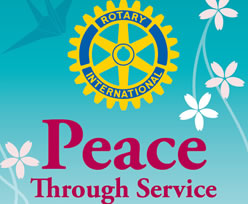 ROTARY
INTERNATIONAL
Peace
Through Service